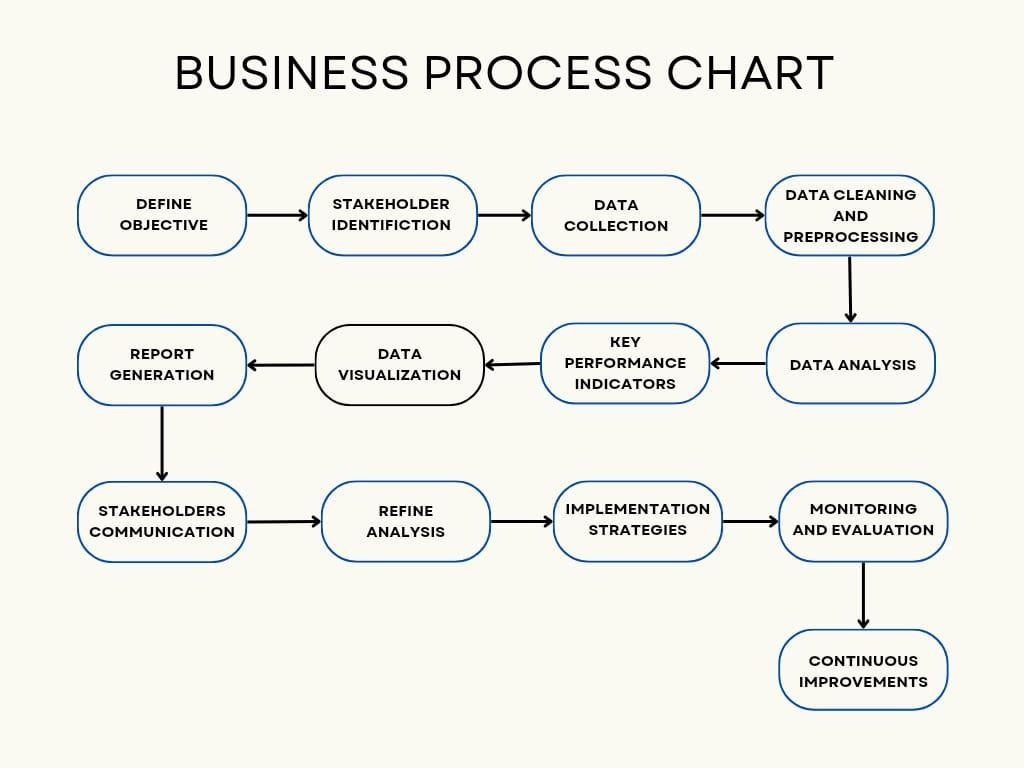 BUSINESS PROCESS CHART
DEFINE
OBJECTIVE
STAKEHOLDER
IDENTIFICTION
DATA
COLLECTION
DATA CLEANING
AND
PREPROCESSING
DATA ANALYSIS
KEY
PERFORMANCE
INDICATORS
DATA
VISUALIZATION
REPORT
GENERATION
STAKEHOLDERS
COMMUNICATION
REFINE
ANALYSIS
IMPLEMENTATION
STRATEGIES
MONITORING
AND EVALUATION
CONTINUOUS
IMPROVEMENTS